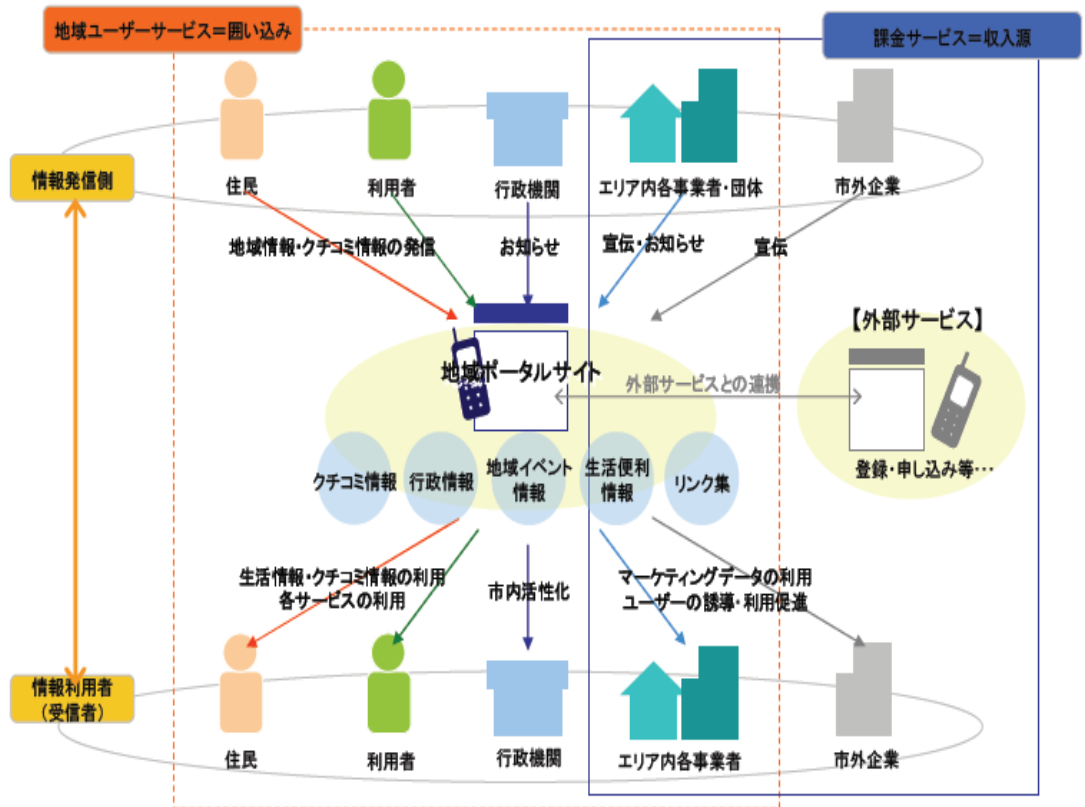 地域ユーザーサービス=囲い込み
課金サービス=収入源
情報発信側
住民
利用者
行政機関
エリア内各事業者・団体
市外企業
地域情報・クチコミ情報の発信
お知らせ
宣伝・お知らせ
宣伝
【外部サービス】
地域ポータルサイト
外部サービスとの連携
登録・申し込み等・・・
クチコミ情報
行政情報
地域イベント
情報
生活便利
情報
リンク集
生活情報・クチコミ情報の利用
各サービスの利用
市内活性化
マーケティングデータの利用
ユーザーの誘導・利用促進
情報利用者
(受信者)
住民
利用者
行政機関
エリア内各事業者
市外企業